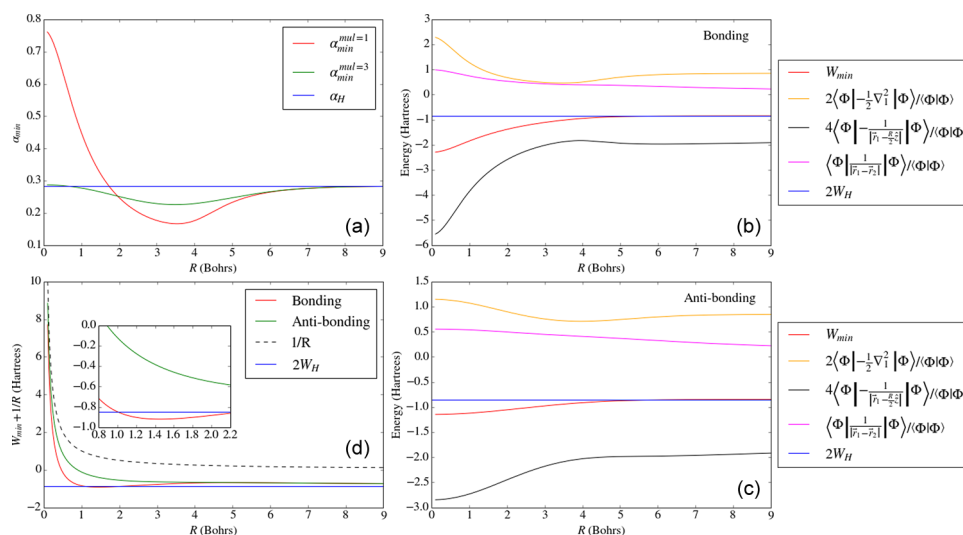 0.8
0.7
0.6
0.5
0.4
0.3
0.2
0.1
α_min
α_min^{mul=1}
α_min^{mul=3}
α_H
(a)
0 1 2 3 4 5 6 7 8 9
R (Bohrs)
3
2
1
0
−1
−2
−3
−4
−5
−6
Energy (Hartrees)
Bonding
(b)
0 1 2 3 4 5 6 7 8 9
R (Bohrs)
W_min
2⟨Φ|−½∇₁²|Φ⟩/⟨Φ|Φ⟩
4⟨Φ|−1/|r⃗₁−(R/2)ẑ||Φ⟩/⟨Φ|Φ⟩
⟨Φ|1/|r⃗₁−r⃗₂||Φ⟩/⟨Φ|Φ⟩
2W_H
10
8
6
4
2
0
−2
W_min + 1/R (Hartrees)
Bonding
Anti-bonding
1/R
2W_H
0.0
−0.2
−0.4
−0.6
−0.8
−1.0
0.8 1.0 1.2 1.4 1.6 1.8 2.0 2.2
(d)
0 1 2 3 4 5 6 7 8 9
R (Bohrs)
1.5
1.0
0.5
0.0
−0.5
−1.0
−1.5
−2.0
−2.5
−3.0
Energy (Hartrees)
Anti-bonding
(c)
0 1 2 3 4 5 6 7 8 9
R (Bohrs)
W_min
2⟨Φ|−½∇₁²|Φ⟩/⟨Φ|Φ⟩
4⟨Φ|−1/|r⃗₁−(R/2)ẑ||Φ⟩/⟨Φ|Φ⟩
⟨Φ|1/|r⃗₁−r⃗₂||Φ⟩/⟨Φ|Φ⟩
2W_H